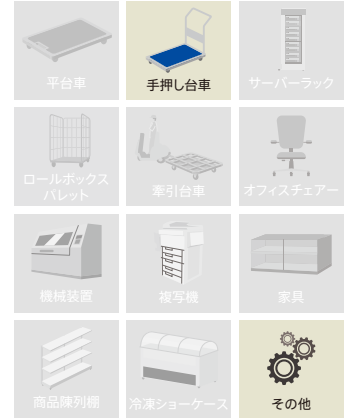 平台車
手押し台車
サーバーラック
ロールボックス
パレット
牽引台車
オフィスチェアー
機械装置
複写機
家具
商品陳列棚
冷凍ショーケース
その他